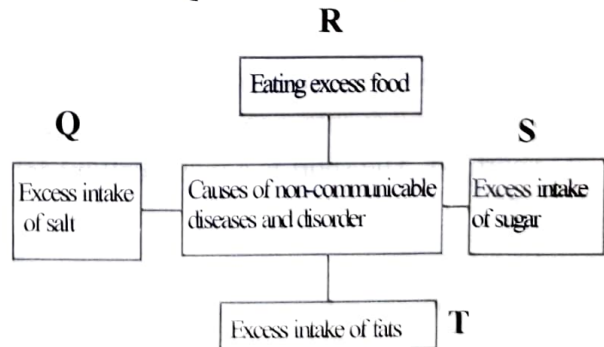 R
Eating excess food
Q
S
Excess intake
of salt
Causes of non-communicable
diseases and disorder
Excess intake
of sugar
Excess intake of fats
T